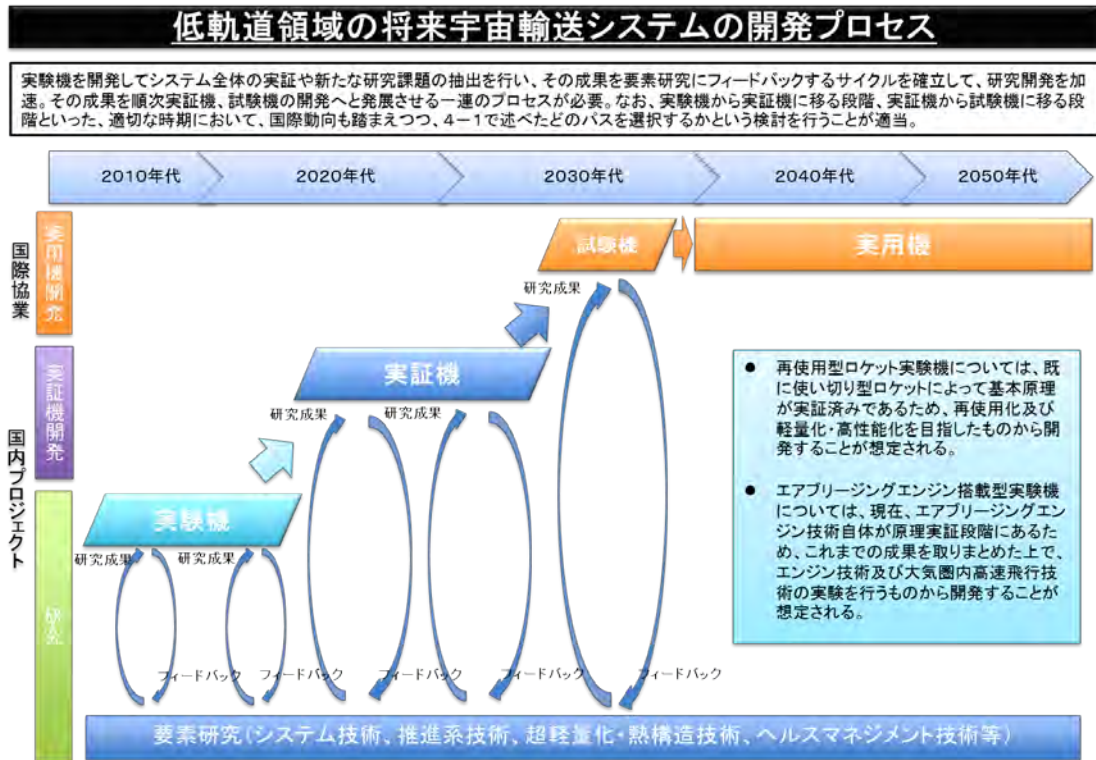 低軌道領域の将来宇宙輸送システムの開発プロセス
実験機を開発してシステム全体の実証や新たな研究課題の抽出を行い、その成果を要素研究にフィードバックするサイクルを確立して、研究開発を加
速。その成果を順次実証機、試験機の開発へと発展させる一連のプロセスが必要。なお、実験機から実証機に移る段階、実証機から試験機に移る段
階といった、適切な時期において、国際動向も踏まえつつ、4-1で述べたどのパスを選択するかという検討を行うことが適当。
2010年代
2020年代
2030年代
2040年代
2050年代
国際協業
実用機開発
試験機
実用機
研究成果
国内プロジェクト
実証機開発
実証機
研究成果
研究成果
● 再使用型ロケット実験機については、既
に使い切り型ロケットによって基本原理
が実証済みであるため、再使用化及び
軽量化・高性能化を目指したものから開
発することが想定される。
● エアブリージングエンジン搭載型実験機
については、現在、エアブリージングエン
ジン技術自体が原理実証段階にあるた
め、これまでの成果を取りまとめた上で、
エンジン技術及び大気圏内高速飛行技
術の実験を行うものから開発することが
想定される。
研究
実験機
研究成果
研究成果
フィードバック
フィードバック
フィードバック
フィードバック
フィードバック
要素研究(システム技術、推進系技術、超軽量化・熱構造技術、ヘルスマネジメント技術等)